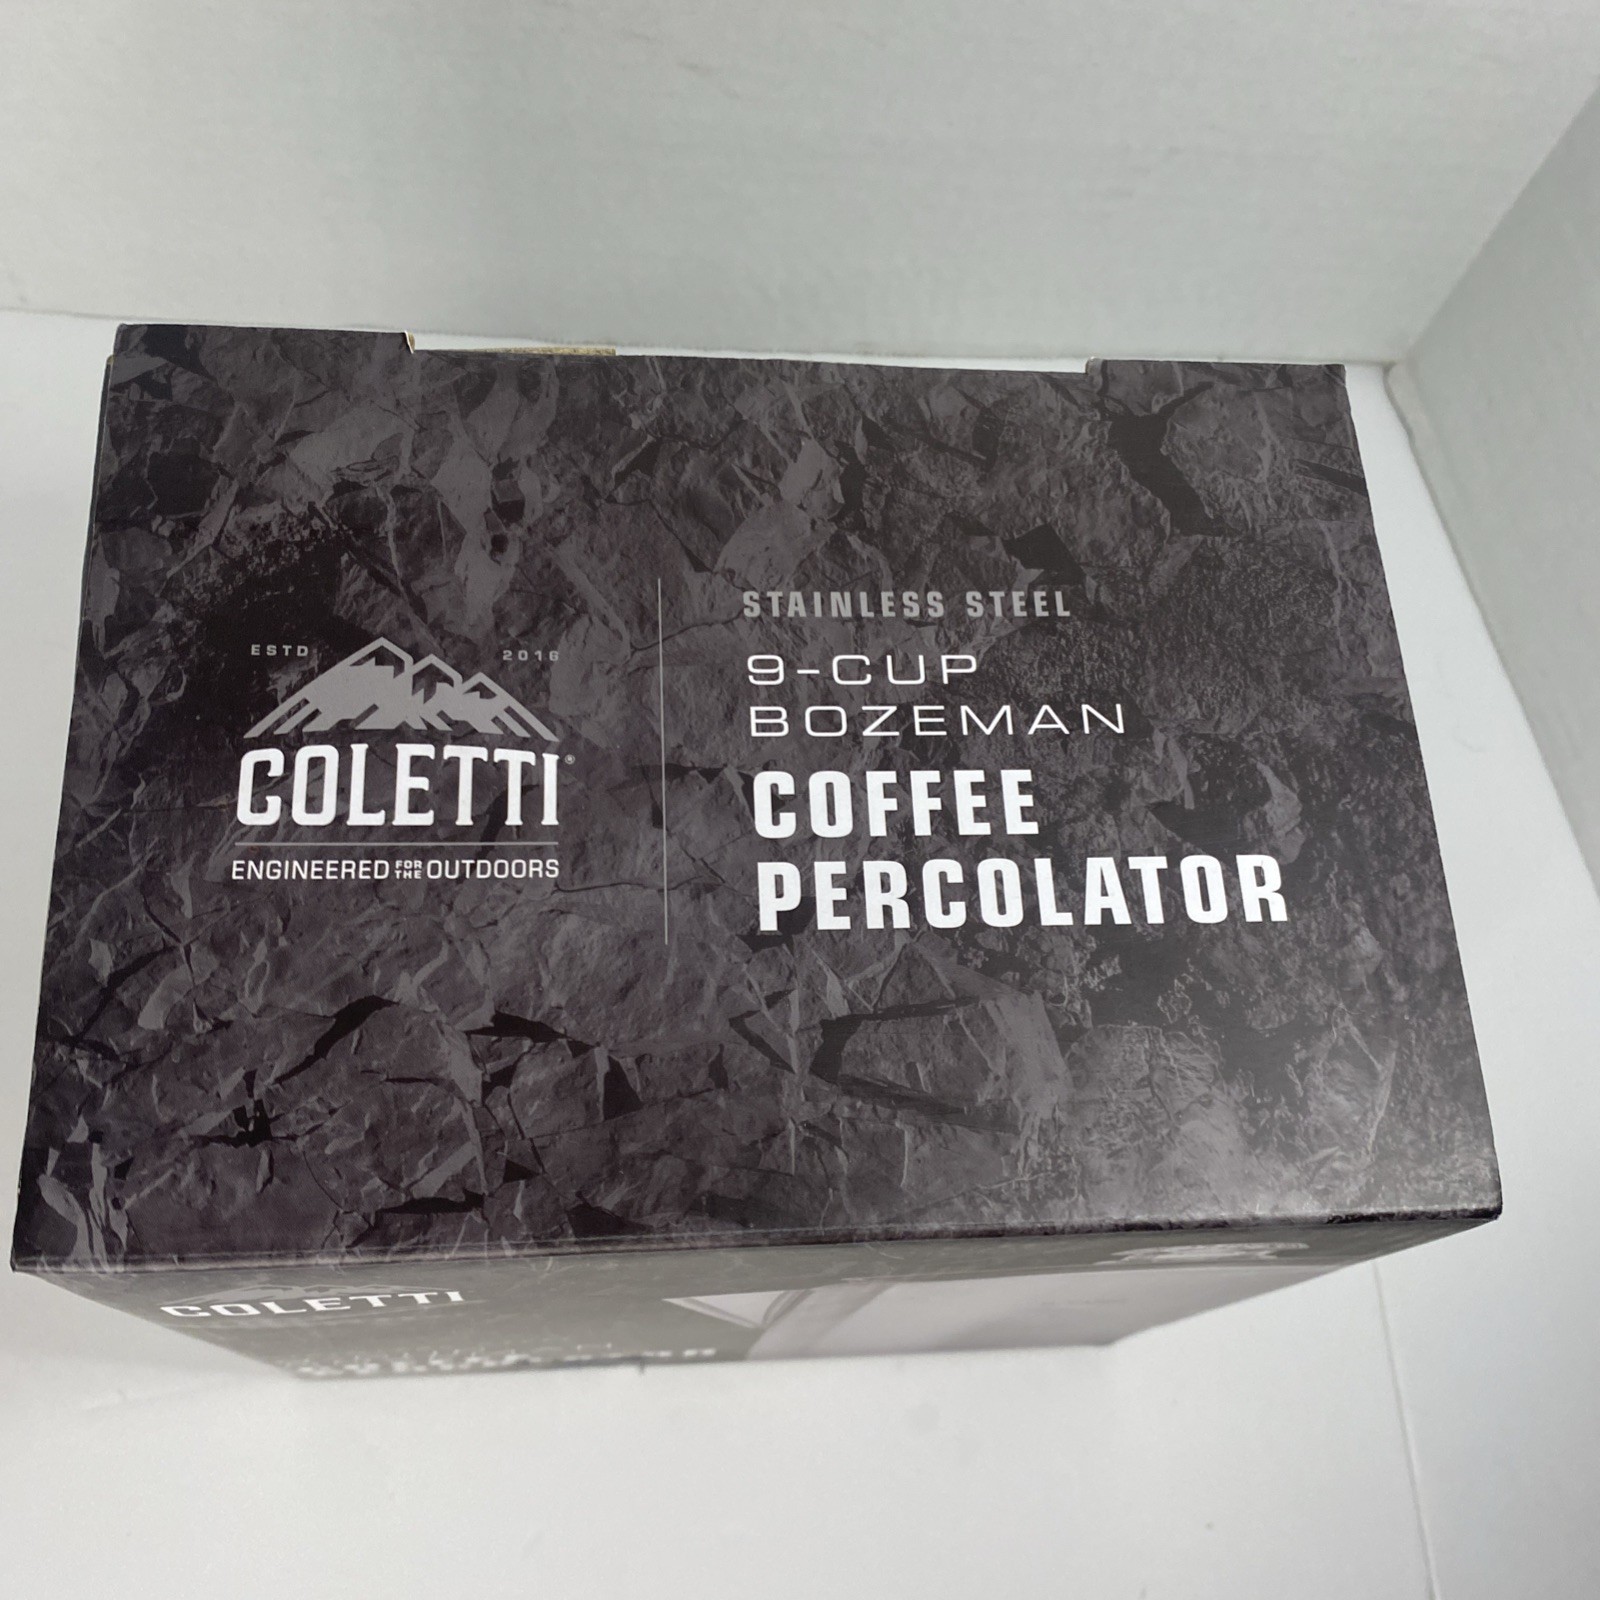 ESTD 2016
COLETTI®
ENGINEERED FOR THE OUTDOORS
STAINLESS STEEL
9-CUP
BOZEMAN
COFFEE
PERCOLATOR
COLETTI